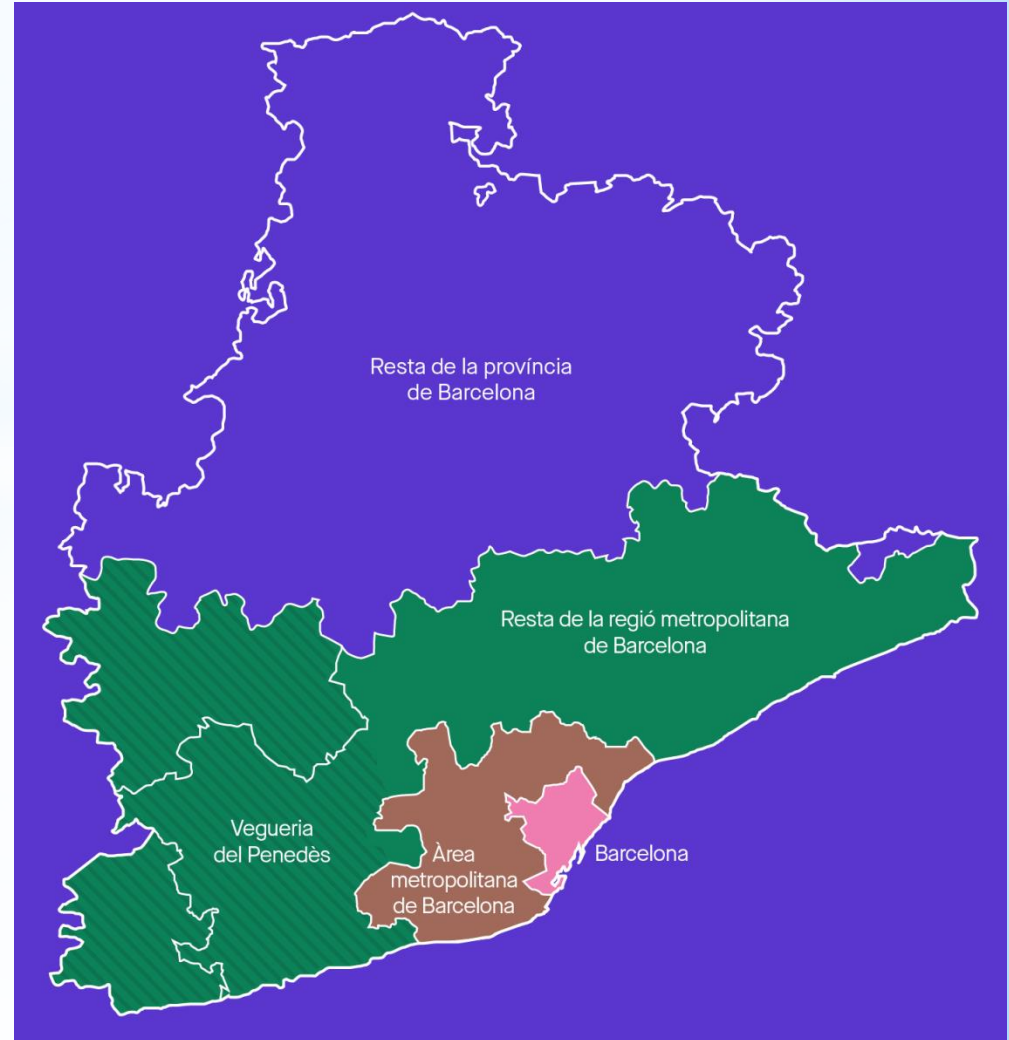 Resta de la província
de Barcelona
Resta de la regió metropolitana
de Barcelona
Vegueria
del Penedès
Àrea
metropolitana
de Barcelona
Barcelona